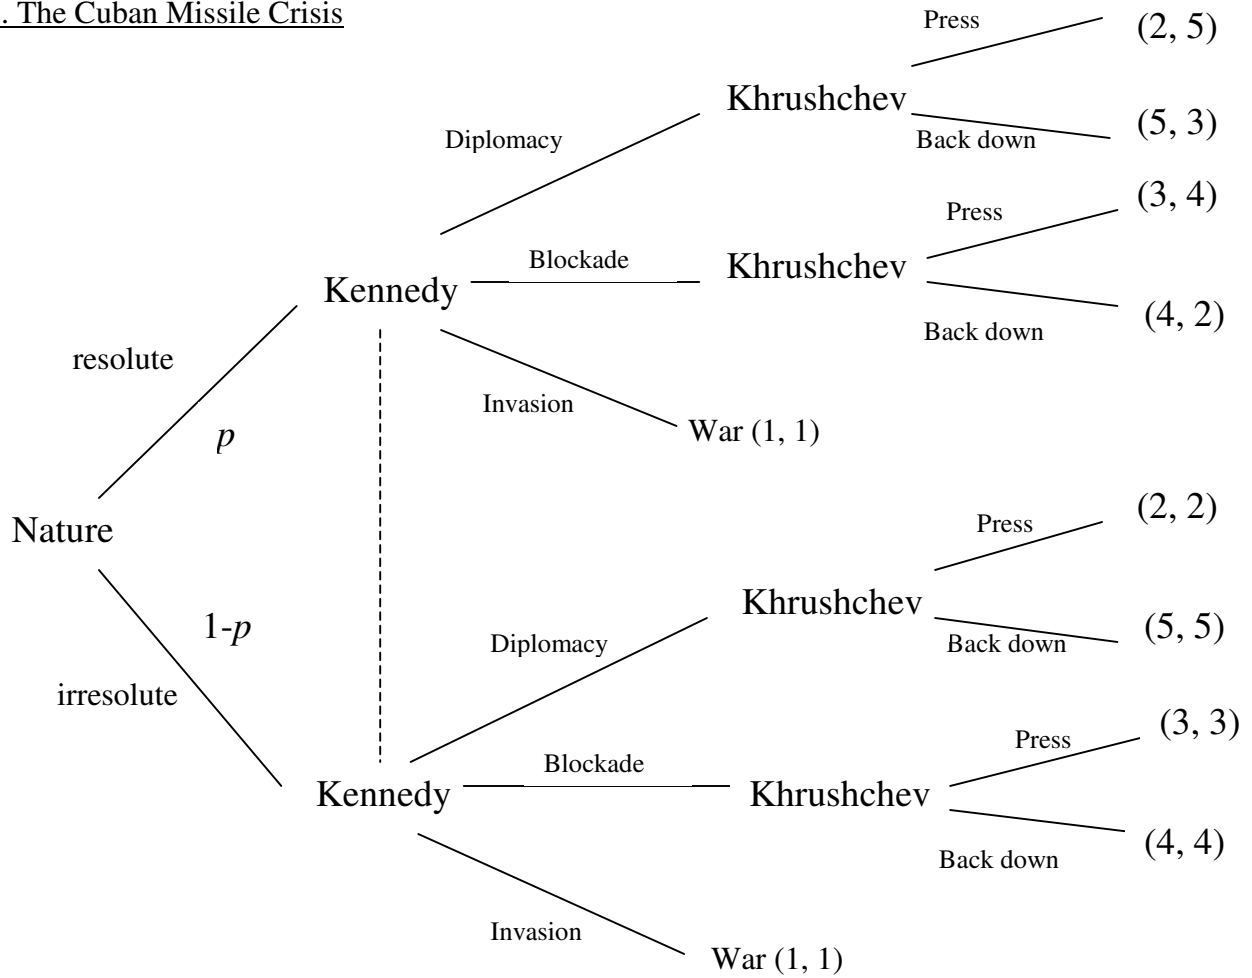 . The Cuban Missile Crisis
Press
(2, 5)
Khrushchev
Diplomacy
Back down
(5, 3)
Press
(3, 4)
Blockade
Khrushchev
Kennedy
Back down
(4, 2)
resolute
Invasion
War (1, 1)
p
Nature
Press
(2, 2)
Khrushchev
1-p
Diplomacy
Back down
(5, 5)
irresolute
Press
(3, 3)
Blockade
Kennedy
Khrushchev
Back down
(4, 4)
Invasion
War (1, 1)